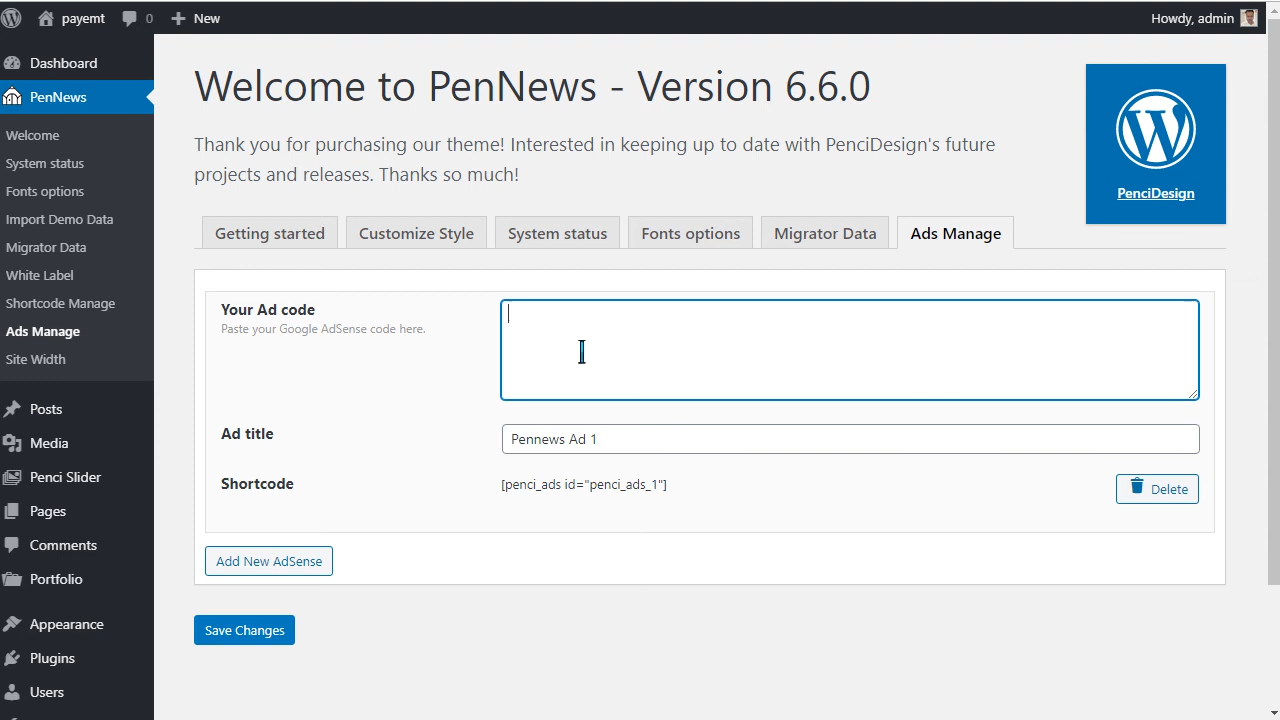 payemt
0
New
Howdy, admin
Dashboard
PenNews
Welcome
System status
Fonts options
Import Demo Data
Migrator Data
White Label
Shortcode Manage
Ads Manage
Site Width
Posts
Media
Penci Slider
Pages
Comments
Portfolio
Appearance
Plugins
Users
Welcome to PenNews - Version 6.6.0
Thank you for purchasing our theme! Interested in keeping up to date with PenciDesign's future
projects and releases. Thanks so much!
PenciDesign
Getting started
Customize Style
System status
Fonts options
Migrator Data
Ads Manage
Your Ad code
Paste your Google AdSense code here.
Ad title
Pennews Ad 1
Shortcode
[penci_ads id="penci_ads_1"]
Delete
Add New AdSense
Save Changes